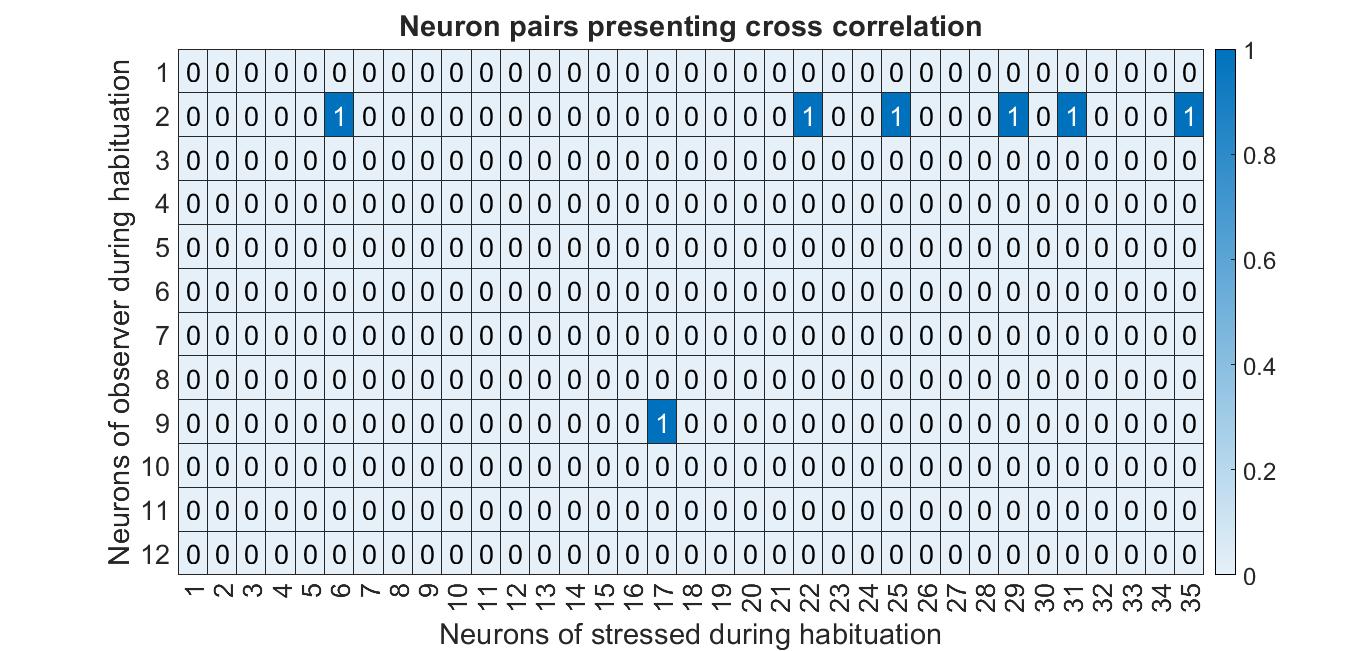 Neuron pairs presenting cross correlation
Neurons of observer during habituation
1 0 0 0 0 0 0 0 0 0 0 0 0 0 0 0 0 0 0 0 0 0 0 0 0 0 0 0 0 0 0 0 0 0 0 0
2 0 0 0 0 0 1 0 0 0 0 0 0 0 0 0 0 0 0 0 0 0 1 0 0 1 0 0 0 1 0 1 0 0 0 1
3 0 0 0 0 0 0 0 0 0 0 0 0 0 0 0 0 0 0 0 0 0 0 0 0 0 0 0 0 0 0 0 0 0 0 0
4 0 0 0 0 0 0 0 0 0 0 0 0 0 0 0 0 0 0 0 0 0 0 0 0 0 0 0 0 0 0 0 0 0 0 0
5 0 0 0 0 0 0 0 0 0 0 0 0 0 0 0 0 0 0 0 0 0 0 0 0 0 0 0 0 0 0 0 0 0 0 0
6 0 0 0 0 0 0 0 0 0 0 0 0 0 0 0 0 0 0 0 0 0 0 0 0 0 0 0 0 0 0 0 0 0 0 0
7 0 0 0 0 0 0 0 0 0 0 0 0 0 0 0 0 0 0 0 0 0 0 0 0 0 0 0 0 0 0 0 0 0 0 0
8 0 0 0 0 0 0 0 0 0 0 0 0 0 0 0 0 0 0 0 0 0 0 0 0 0 0 0 0 0 0 0 0 0 0 0
9 0 0 0 0 0 0 0 0 0 0 0 0 0 0 0 0 1 0 0 0 0 0 0 0 0 0 0 0 0 0 0 0 0 0 0
10 0 0 0 0 0 0 0 0 0 0 0 0 0 0 0 0 0 0 0 0 0 0 0 0 0 0 0 0 0 0 0 0 0 0 0
11 0 0 0 0 0 0 0 0 0 0 0 0 0 0 0 0 0 0 0 0 0 0 0 0 0 0 0 0 0 0 0 0 0 0 0
12 0 0 0 0 0 0 0 0 0 0 0 0 0 0 0 0 0 0 0 0 0 0 0 0 0 0 0 0 0 0 0 0 0 0 0
1 2 3 4 5 6 7 8 9 10 11 12 13 14 15 16 17 18 19 20 21 22 23 24 25 26 27 28 29 30 31 32 33 34 35
Neurons of stressed during habituation
1
0.8
0.6
0.4
0.2
0